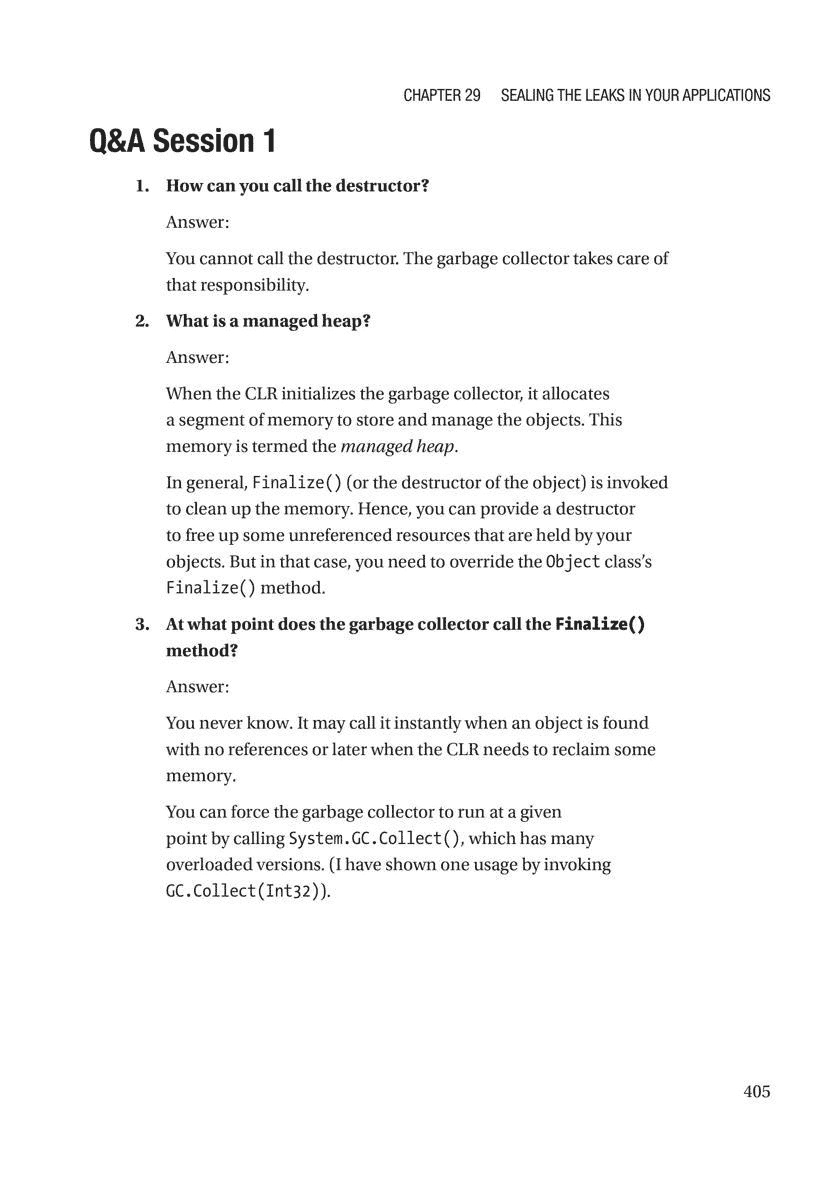 CHAPTER 29 SEALING THE LEAKS IN YOUR APPLICATIONS
Q&A Session 1
1. How can you call the destructor?
Answer:
You cannot call the destructor. The garbage collector takes care of
that responsibility.
2. What is a managed heap?
Answer:
When the CLR initializes the garbage collector, it allocates
a segment of memory to store and manage the objects. This
memory is termed the managed heap.
In general, Finalize() (or the destructor of the object) is invoked
to clean up the memory. Hence, you can provide a destructor
to free up some unreferenced resources that are held by your
objects. But in that case, you need to override the Object class’s
Finalize() method.
3. At what point does the garbage collector call the Finalize()
method?
Answer:
You never know. It may call it instantly when an object is found
with no references or later when the CLR needs to reclaim some
memory.
You can force the garbage collector to run at a given
point by calling System.GC.Collect(), which has many
overloaded versions. (I have shown one usage by invoking
GC.Collect(Int32)).
405